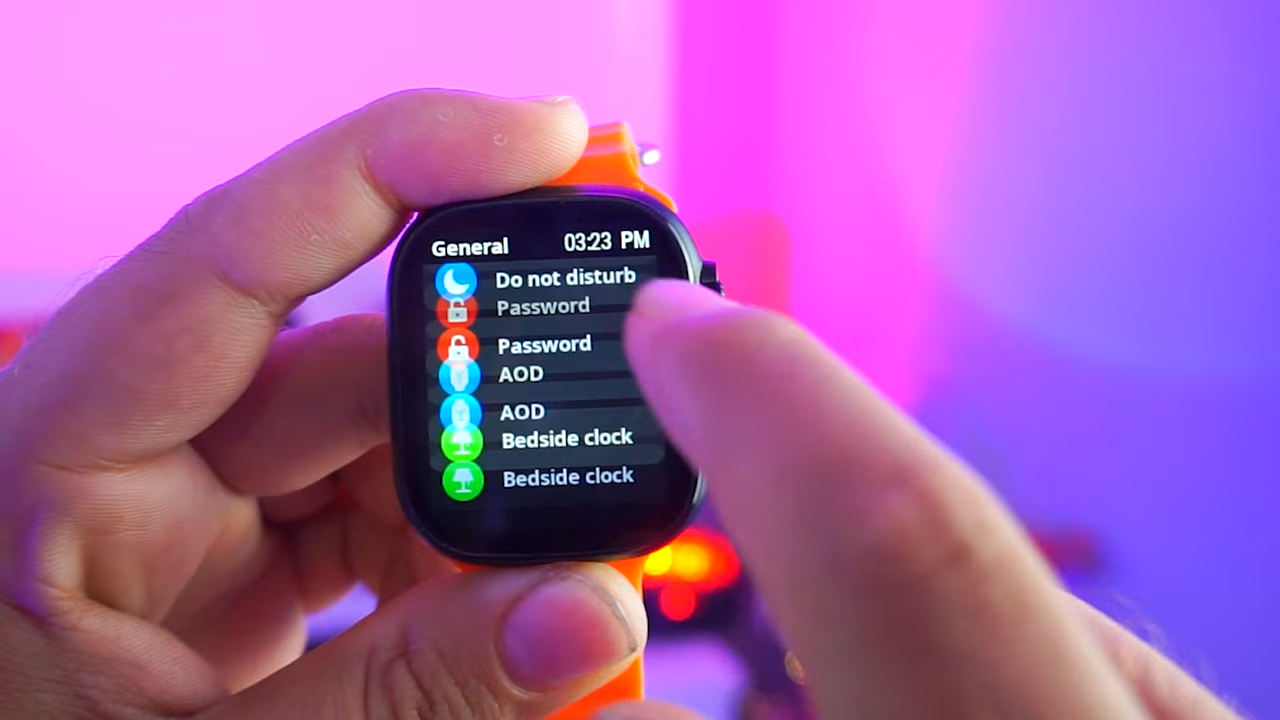 General 03:23 PM
Do not disturb
Password
Password
AOD
AOD
Bedside clock
Bedside clock